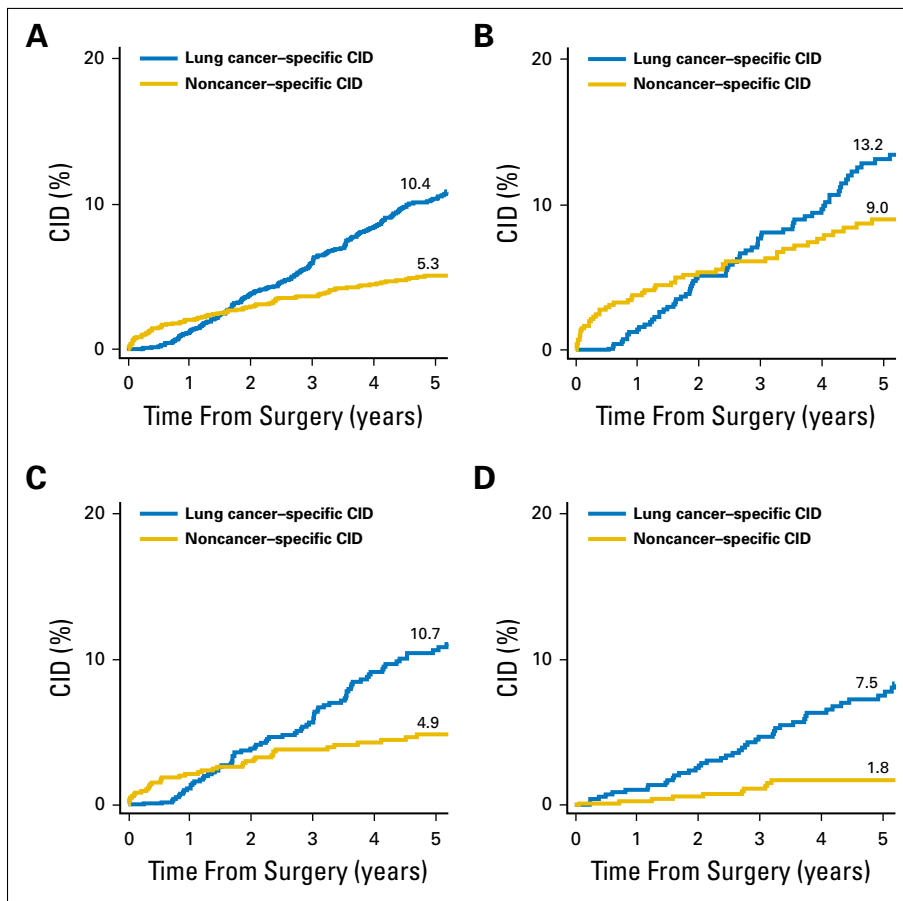 A
Lung cancer–specific CID
Noncancer–specific CID
CID (%)
20
10
0
10.4
5.3
0 1 2 3 4 5
Time From Surgery (years)
B
Lung cancer–specific CID
Noncancer–specific CID
CID (%)
20
10
0
13.2
9.0
0 1 2 3 4 5
Time From Surgery (years)
C
Lung cancer–specific CID
Noncancer–specific CID
CID (%)
20
10
0
10.7
4.9
0 1 2 3 4 5
Time From Surgery (years)
D
Lung cancer–specific CID
Noncancer–specific CID
CID (%)
20
10
0
7.5
1.8
0 1 2 3 4 5
Time From Surgery (years)